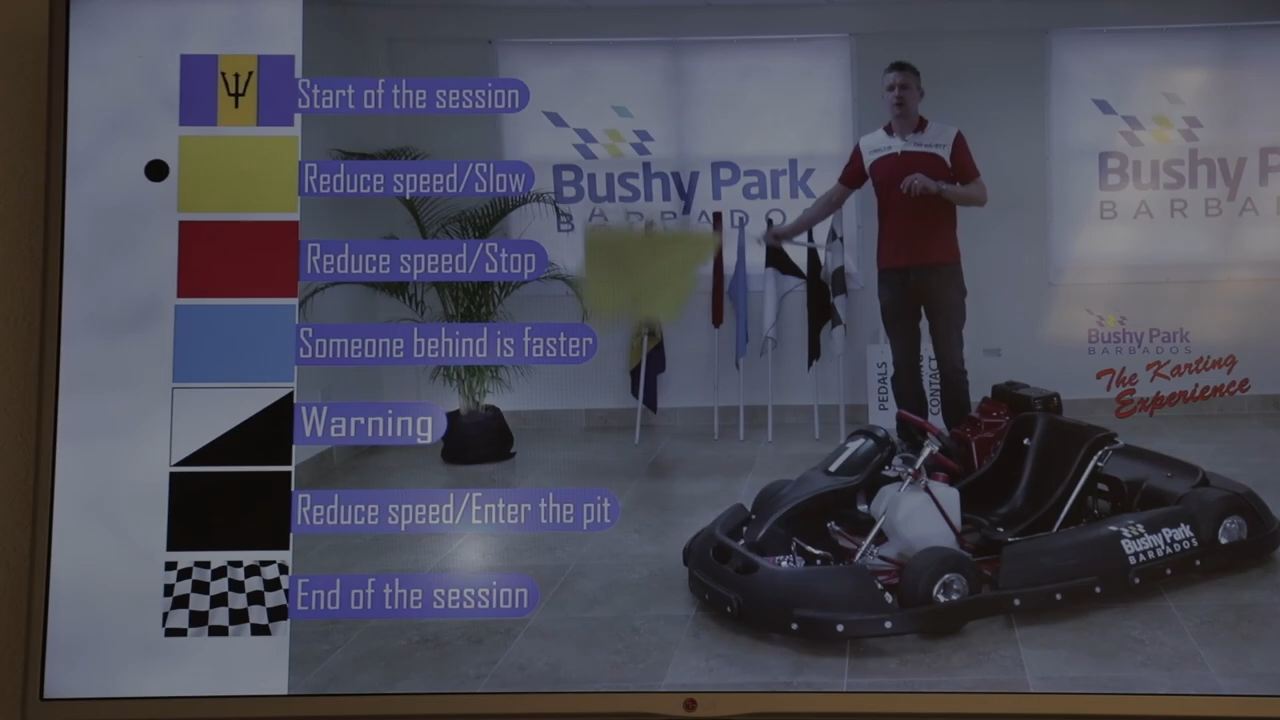 Start of the session
Reduce speed/Slow
Reduce speed/Stop
Someone behind is faster
Warning
Reduce speed/Enter the pit
End of the session
Bushy Park
BARBADOS
Bushy P
BARBA
Bushy Park
BARBADOS
The Karting
Experience
PEDALS
CONTACT
1
Bushy Park
BARBADOS